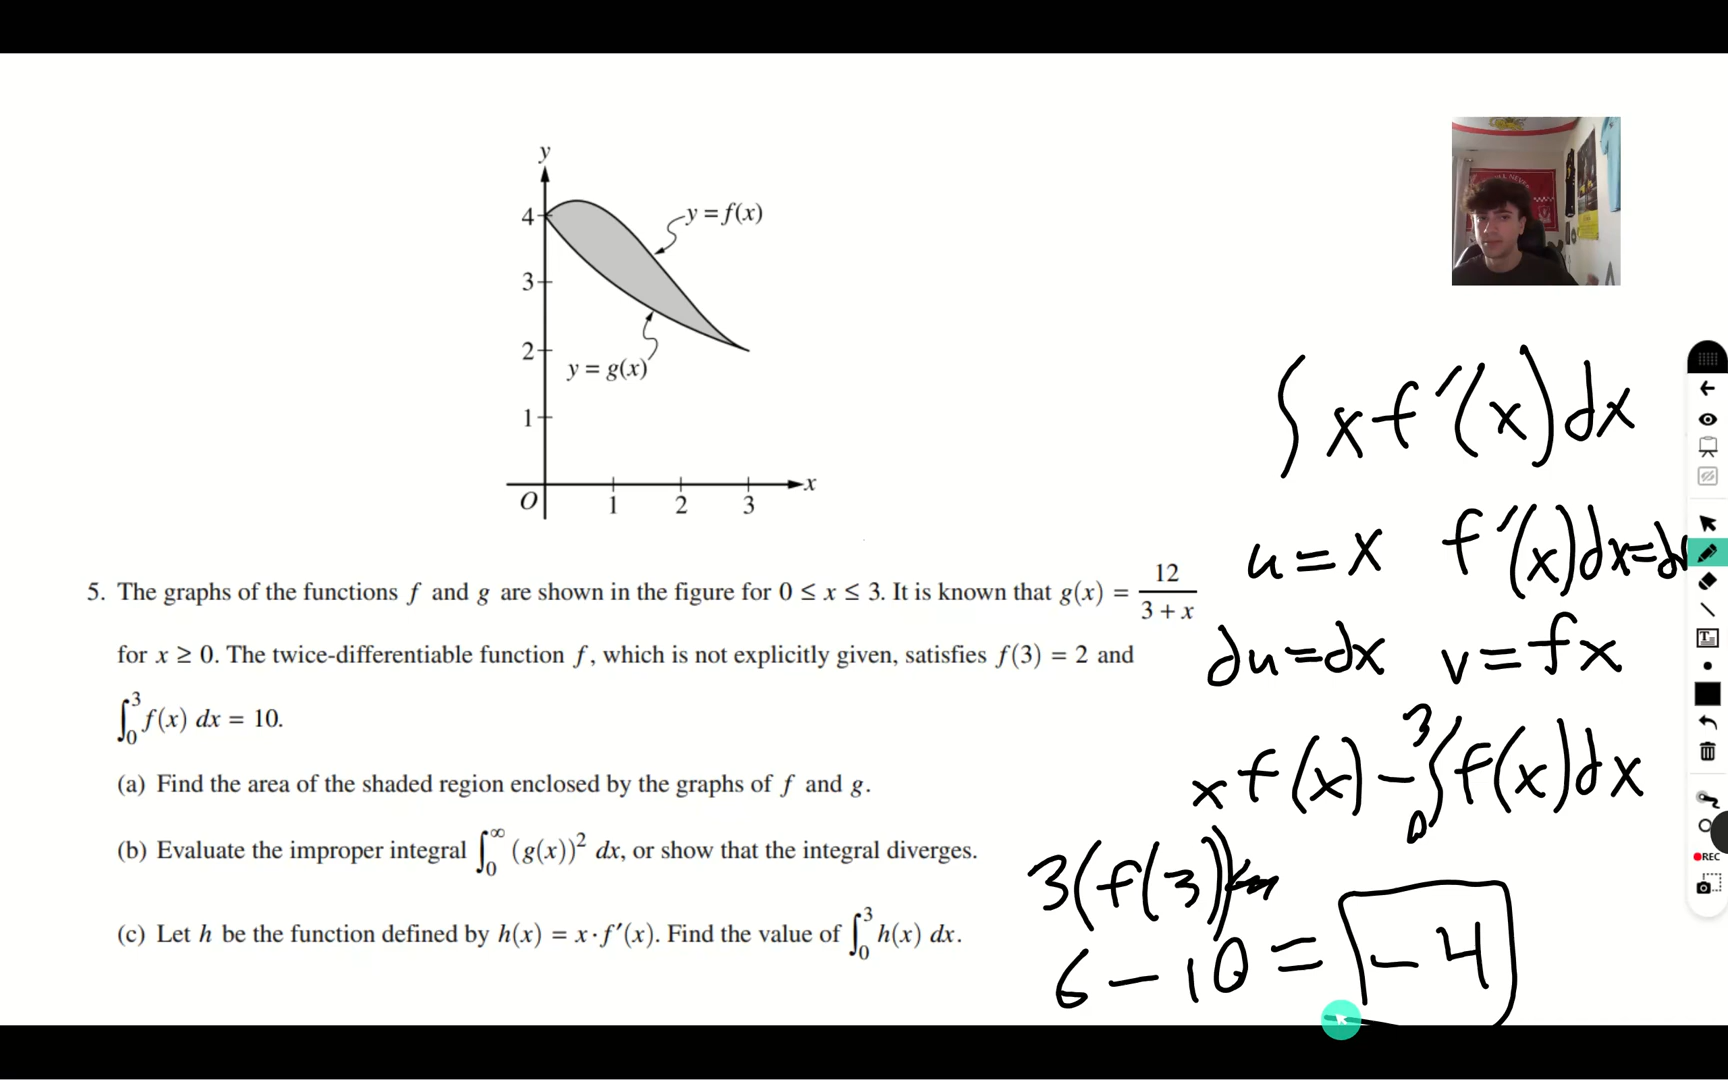 y
4
y = f(x)
3
2
y = g(x)
1
O
1 2 3
x
5. The graphs of the functions f and g are shown in the figure for 0 ≤ x ≤ 3. It is known that g(x) = 12/(3 + x)
for x ≥ 0. The twice-differentiable function f, which is not explicitly given, satisfies f(3) = 2 and
∫₀³ f(x) dx = 10.
(a) Find the area of the shaded region enclosed by the graphs of f and g.
(b) Evaluate the improper integral ∫₀^∞ (g(x))² dx, or show that the integral diverges.
(c) Let h be the function defined by h(x) = x · f′(x). Find the value of ∫₀³ h(x) dx.
∫ x f′(x) dx
u = x f′(x)dx = d
du = dx v = fx
x f(x) − ∫₀³ f(x) dx
3(f(3))
6 − 10 = −4
REC